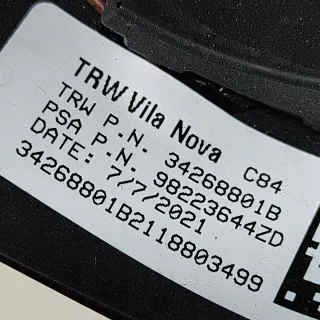 TRW Vila Nova C84
TRW P.N. 34268801B
PSA P.N. 98223644ZD
DATE: 7/7/2021
34268801B2118803499